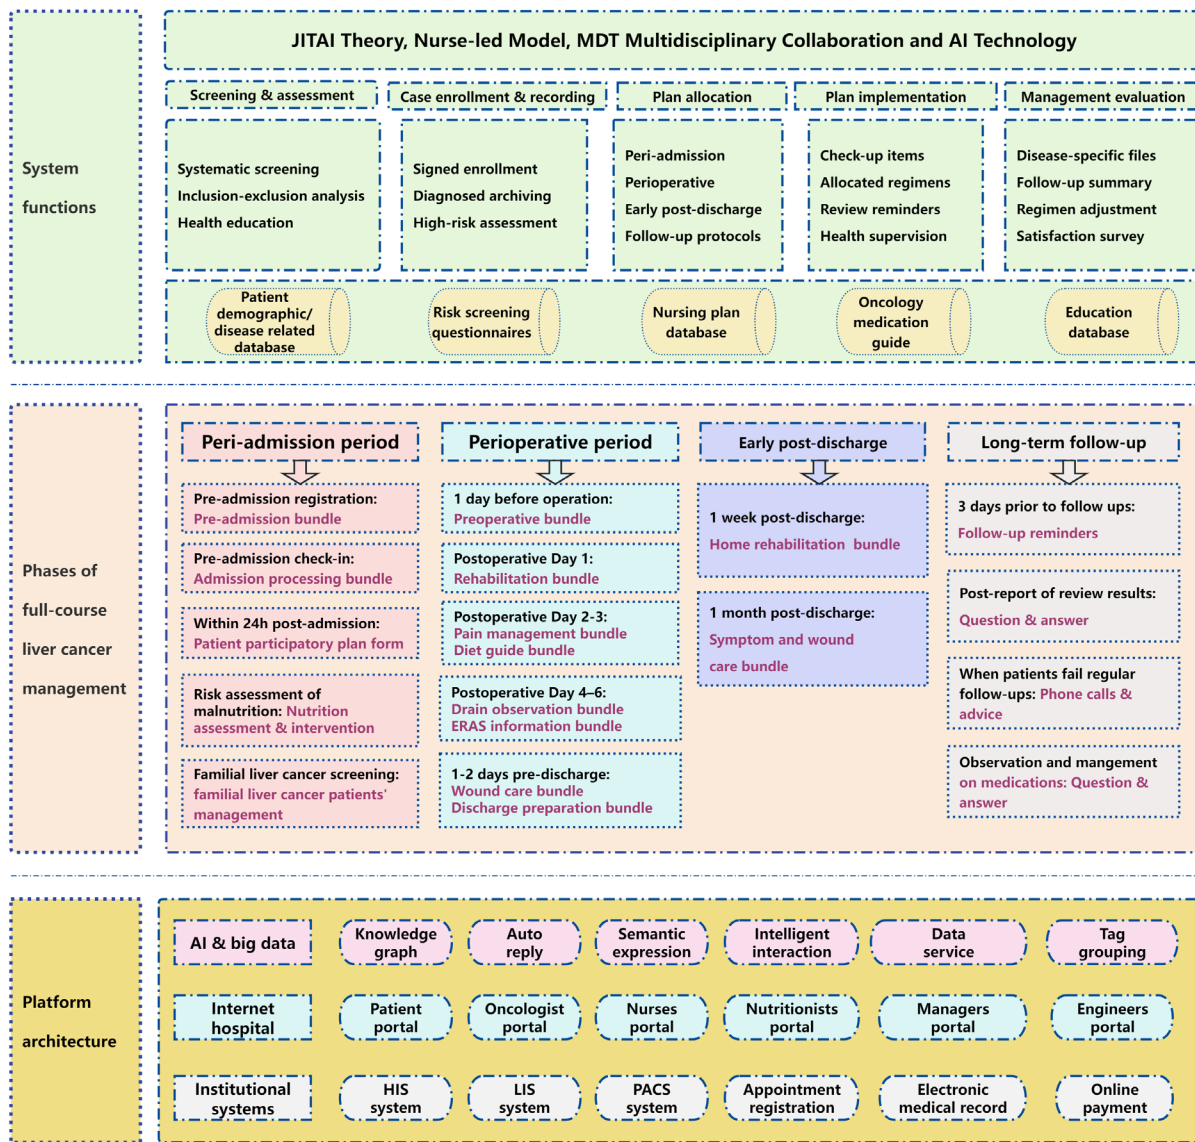 JITAI Theory, Nurse-led Model, MDT Multidisciplinary Collaboration and AI Technology
System
functions
Screening & assessment
Case enrollment & recording
Plan allocation
Plan implementation
Management evaluation
Systematic screening
Inclusion-exclusion analysis
Health education
Signed enrollment
Diagnosed archiving
High-risk assessment
Peri-admission
Perioperative
Early post-discharge
Follow-up protocols
Check-up items
Allocated regimens
Review reminders
Health supervision
Disease-specific files
Follow-up summary
Regimen adjustment
Satisfaction survey
Patient
demographic/
disease related
database
Risk screening
questionnaires
Nursing plan
database
Oncology
medication
guide
Education
database
Phases of
full-course
liver cancer
management
Peri-admission period
Pre-admission registration:
Pre-admission bundle
Pre-admission check-in:
Admission processing bundle
Within 24h post-admission:
Patient participatory plan form
Risk assessment of
malnutrition: Nutrition
assessment & intervention
Familial liver cancer screening:
familial liver cancer patients'
management
Perioperative period
1 day before operation:
Preoperative bundle
Postoperative Day 1:
Rehabilitation bundle
Postoperative Day 2-3:
Pain management bundle
Diet guide bundle
Postoperative Day 4–6:
Drain observation bundle
ERAS information bundle
1-2 days pre-discharge:
Wound care bundle
Discharge preparation bundle
Early post-discharge
1 week post-discharge:
Home rehabilitation bundle
1 month post-discharge:
Symptom and wound
care bundle
Long-term follow-up
3 days prior to follow ups:
Follow-up reminders
Post-report of review results:
Question & answer
When patients fail regular
follow-ups: Phone calls &
advice
Observation and mangement
on medications: Question &
answer
Platform
architecture
AI & big data
Knowledge
graph
Auto
reply
Semantic
expression
Intelligent
interaction
Data
service
Tag
grouping
Internet
hospital
Patient
portal
Oncologist
portal
Nurses
portal
Nutritionists
portal
Managers
portal
Engineers
portal
Institutional
systems
HIS
system
LIS
system
PACS
system
Appointment
registration
Electronic
medical record
Online
payment